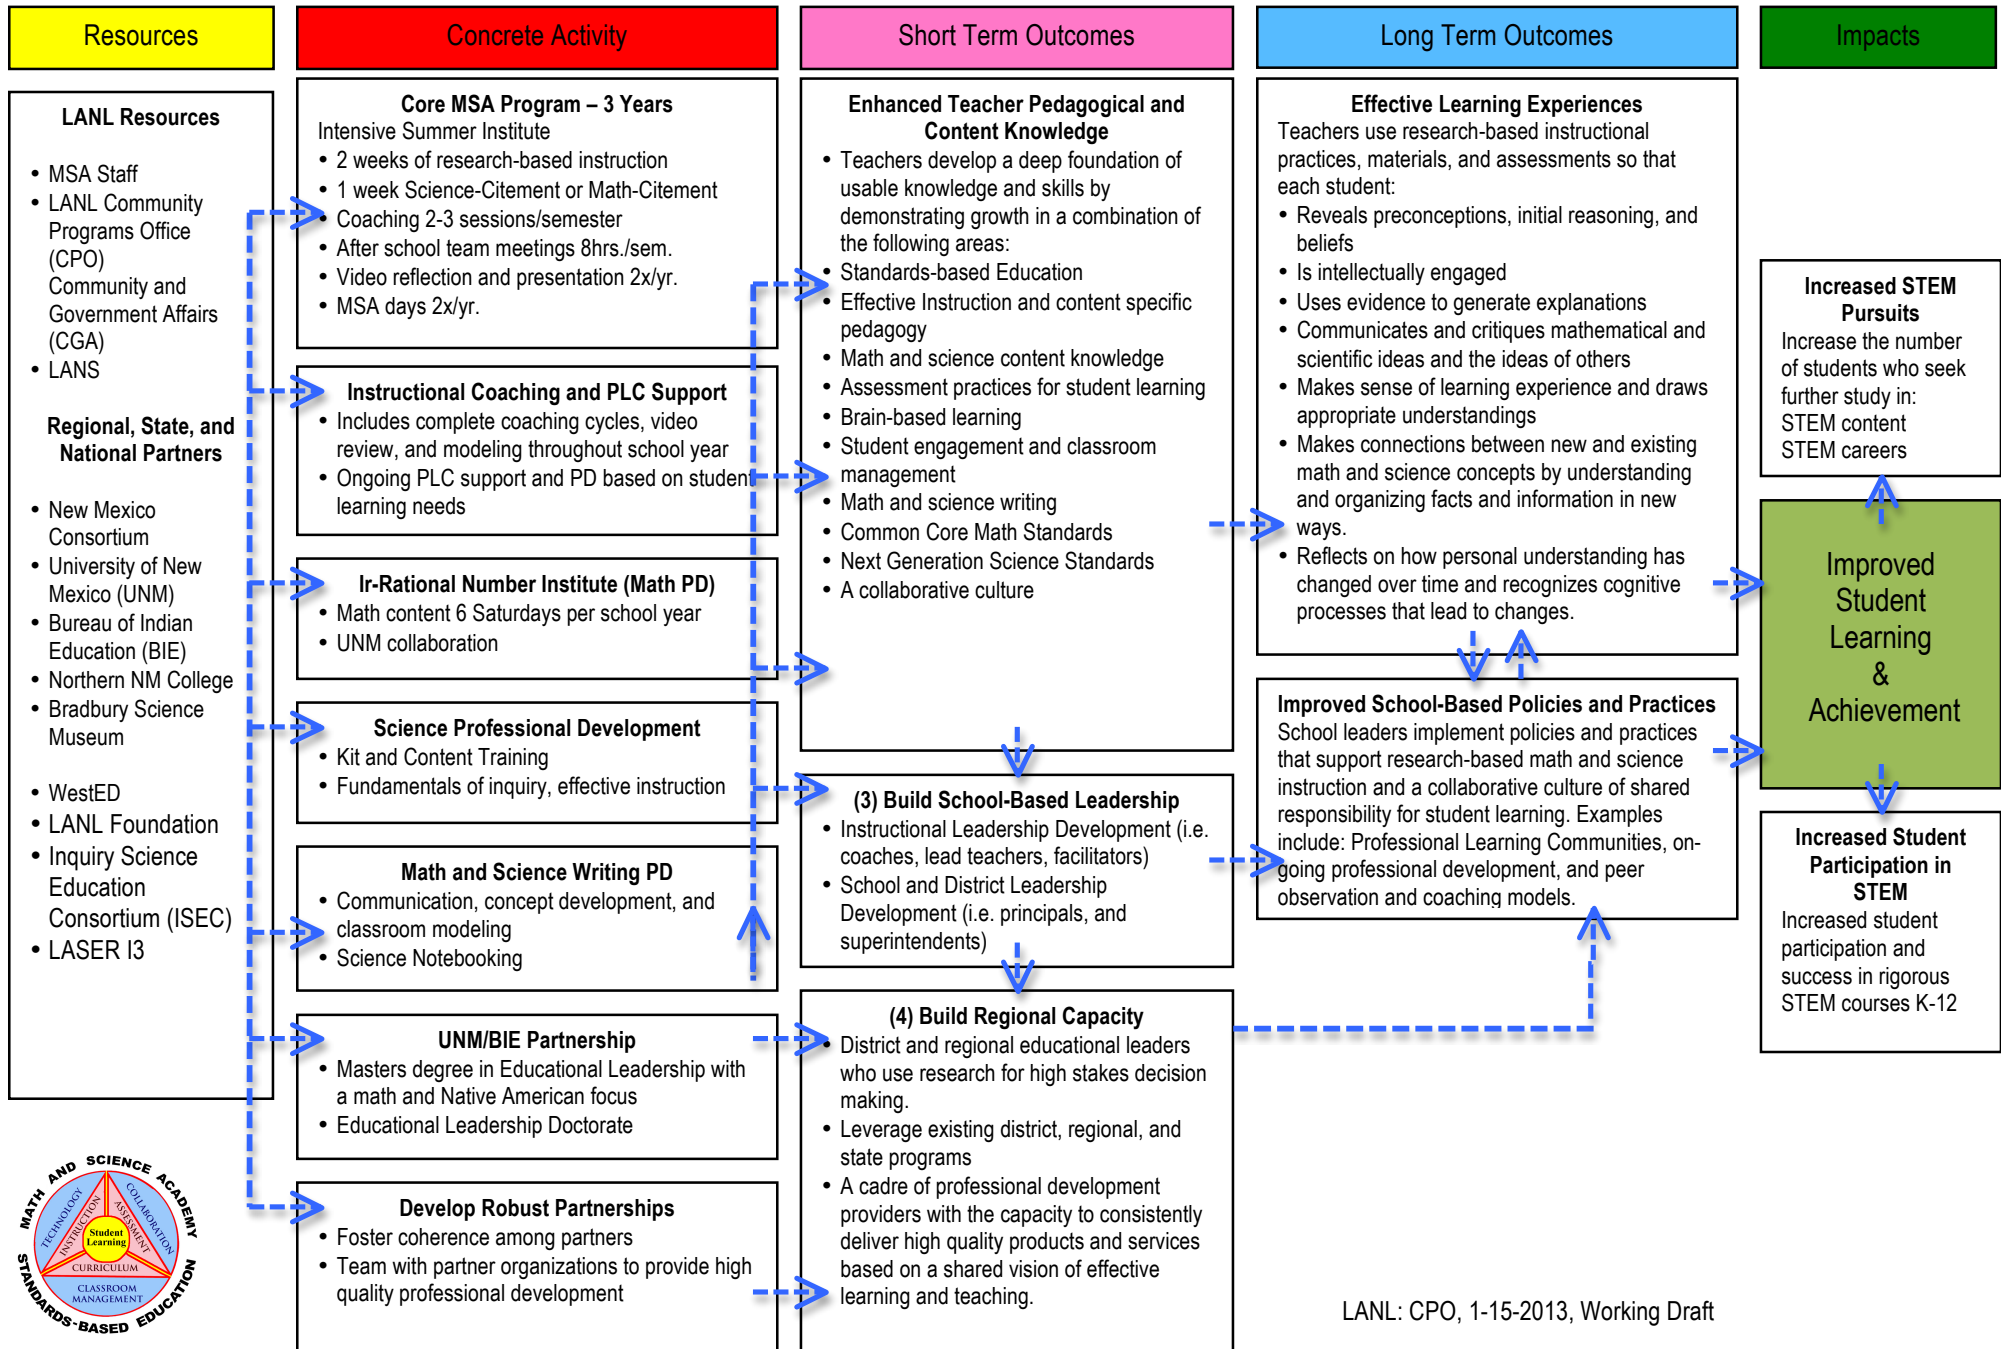 Resources
Concrete Activity
Short Term Outcomes
Long Term Outcomes
Impacts
LANL Resources
• MSA Staff
• LANL Community
Programs Office
(CPO)
Community and
Government Affairs
(CGA)
• LANS
Regional, State, and
National Partners
• New Mexico
Consortium
• University of New
Mexico (UNM)
• Bureau of Indian
Education (BIE)
• Northern NM College
• Bradbury Science
Museum
• WestED
• LANL Foundation
• Inquiry Science
Education
Consortium (ISEC)
• LASER I3
Core MSA Program – 3 Years
Intensive Summer Institute
• 2 weeks of research-based instruction
• 1 week Science-Citement or Math-Citement
• Coaching 2-3 sessions/semester
• After school team meetings 8hrs./sem.
• Video reflection and presentation 2x/yr.
• MSA days 2x/yr.
Instructional Coaching and PLC Support
• Includes complete coaching cycles, video
review, and modeling throughout school year
• Ongoing PLC support and PD based on student
learning needs
Ir-Rational Number Institute (Math PD)
• Math content 6 Saturdays per school year
• UNM collaboration
Science Professional Development
• Kit and Content Training
• Fundamentals of inquiry, effective instruction
Math and Science Writing PD
• Communication, concept development, and
classroom modeling
• Science Notebooking
UNM/BIE Partnership
• Masters degree in Educational Leadership with
a math and Native American focus
• Educational Leadership Doctorate
Develop Robust Partnerships
• Foster coherence among partners
• Team with partner organizations to provide high
quality professional development
Enhanced Teacher Pedagogical and
Content Knowledge
• Teachers develop a deep foundation of
usable knowledge and skills by
demonstrating growth in a combination of
the following areas:
• Standards-based Education
• Effective Instruction and content specific
pedagogy
• Math and science content knowledge
• Assessment practices for student learning
• Brain-based learning
• Student engagement and classroom
management
• Math and science writing
• Common Core Math Standards
• Next Generation Science Standards
• A collaborative culture
(3) Build School-Based Leadership
• Instructional Leadership Development (i.e.
coaches, lead teachers, facilitators)
• School and District Leadership
Development (i.e. principals, and
superintendents)
(4) Build Regional Capacity
• District and regional educational leaders
who use research for high stakes decision
making.
• Leverage existing district, regional, and
state programs
• A cadre of professional development
providers with the capacity to consistently
deliver high quality products and services
based on a shared vision of effective
learning and teaching.
Effective Learning Experiences
Teachers use research-based instructional
practices, materials, and assessments so that
each student:
• Reveals preconceptions, initial reasoning, and
beliefs
• Is intellectually engaged
• Uses evidence to generate explanations
• Communicates and critiques mathematical and
scientific ideas and the ideas of others
• Makes sense of learning experience and draws
appropriate understandings
• Makes connections between new and existing
math and science concepts by understanding
and organizing facts and information in new
ways.
• Reflects on how personal understanding has
changed over time and recognizes cognitive
processes that lead to changes.
Improved School-Based Policies and Practices
School leaders implement policies and practices
that support research-based math and science
instruction and a collaborative culture of shared
responsibility for student learning. Examples
include: Professional Learning Communities, on-
going professional development, and peer
observation and coaching models.
Increased STEM
Pursuits
Increase the number
of students who seek
further study in:
STEM content
STEM careers
Improved
Student
Learning
&
Achievement
Increased Student
Participation in
STEM
Increased student
participation and
success in rigorous
STEM courses K-12
MATH AND SCIENCE ACADEMY
TECHNOLOGY
COLLABORATION
INSTRUCTION
ASSESSMENT
Student
Learning
CURRICULUM
CLASSROOM
MANAGEMENT
STANDARDS-BASED EDUCATION
LANL: CPO, 1-15-2013, Working Draft